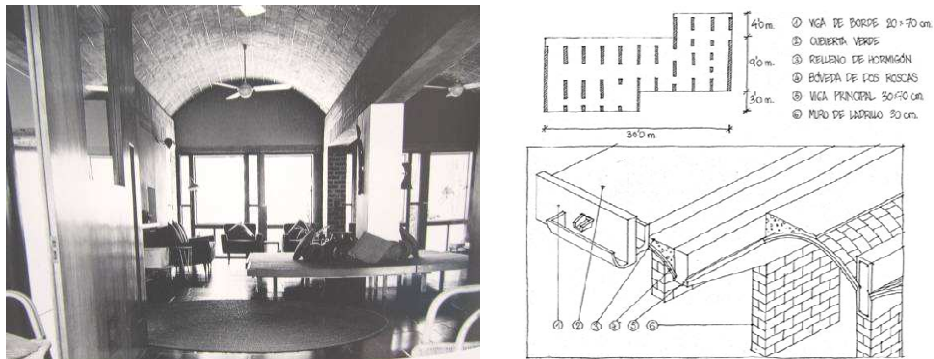 4'0 m.
9'0 m.
3'0 m.
36'0 m
① VIGA DE BORDE 20×70 cm.
② CUBIERTA VERDE
③ RELLENO DE HORMIGÓN
④ BÓVEDA DE DOS ROSCAS
⑤ VIGA PRINCIPAL 30×70 cm.
⑥ MURO DE LADRILLO 30 cm.
① ② ③ ④ ⑤ ⑥